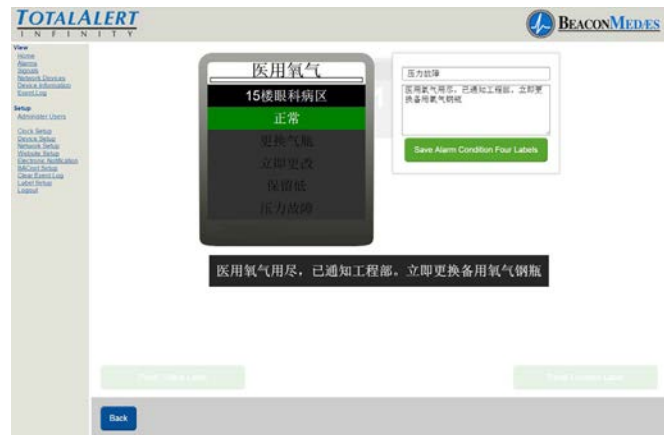 TOTALALERT
INFINITY
BEACONMEDÆS
View
Home
Alarms
Signals
Network Devices
Device Information
Event Log
Setup
Administer Users
Clock Setup
Device Setup
Network Setup
Website Setup
Electronic Notification
BACnet Setup
Clear Event Log
Label Setup
Logout
医用氧气
15楼眼科病区
正常
更换气瓶
立即更改
保留低
压力故障
压力故障
医用氧气用尽，已通知工程部。立即更
换备用氧气钢瓶
Save Alarm Condition Four Labels
医用氧气用尽，已通知工程部。立即更换备用氧气钢瓶
Back